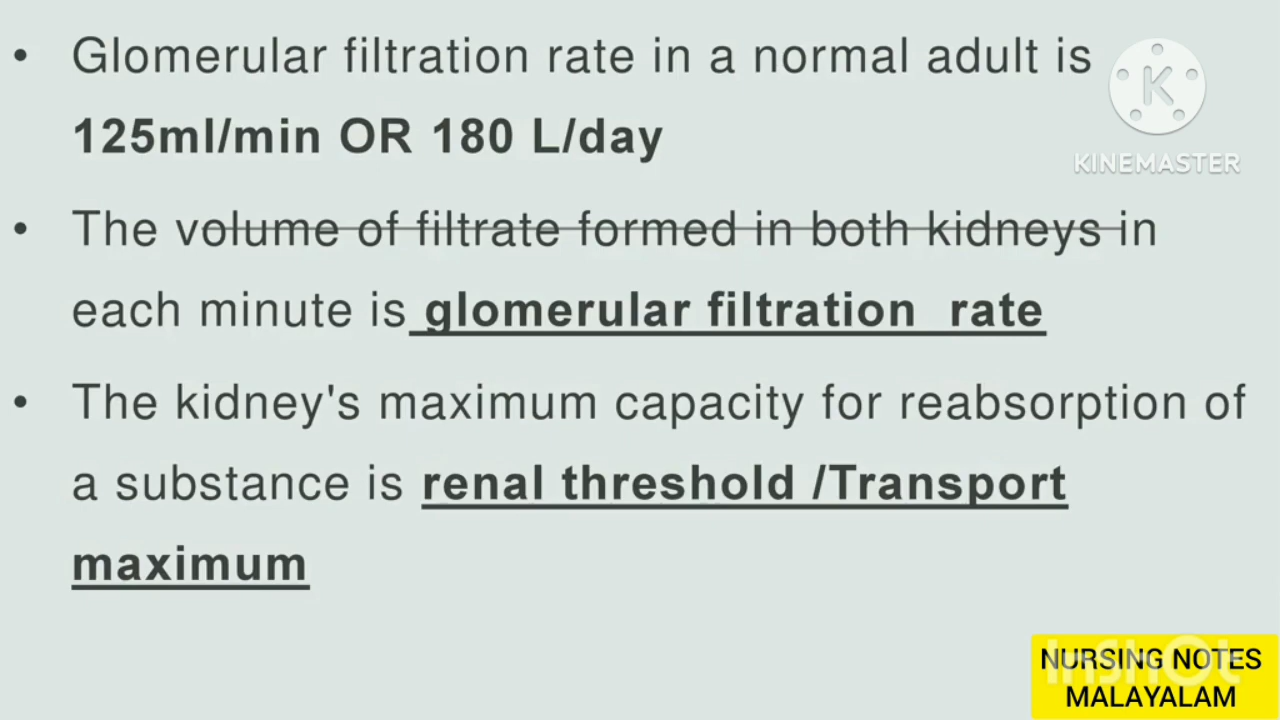 • Glomerular filtration rate in a normal adult is
125ml/min OR 180 L/day
KINEMASTER
• The volume of filtrate formed in both kidneys in
each minute is glomerular filtration rate
• The kidney's maximum capacity for reabsorption of
a substance is renal threshold /Transport
maximum
InShot
NURSING NOTES
MALAYALAM